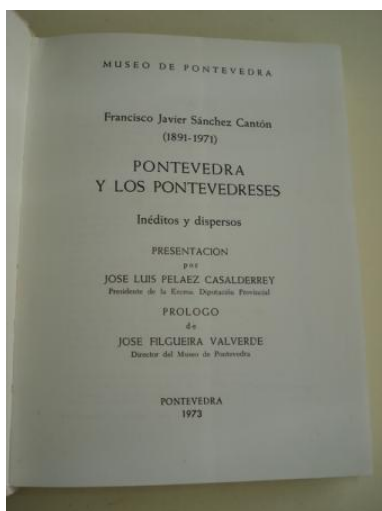 MUSEO DE PONTEVEDRA
Francisco Javier Sánchez Cantón
(1891-1971)
PONTEVEDRA
Y LOS PONTEVEDRESES
Inéditos y dispersos
PRESENTACION
por
JOSE LUIS PELAEZ CASALDERREY
Presidente de la Excma. Diputación Provincial
PROLOGO
de
JOSE FILGUEIRA VALVERDE
Director del Museo de Pontevedra
PONTEVEDRA
1973